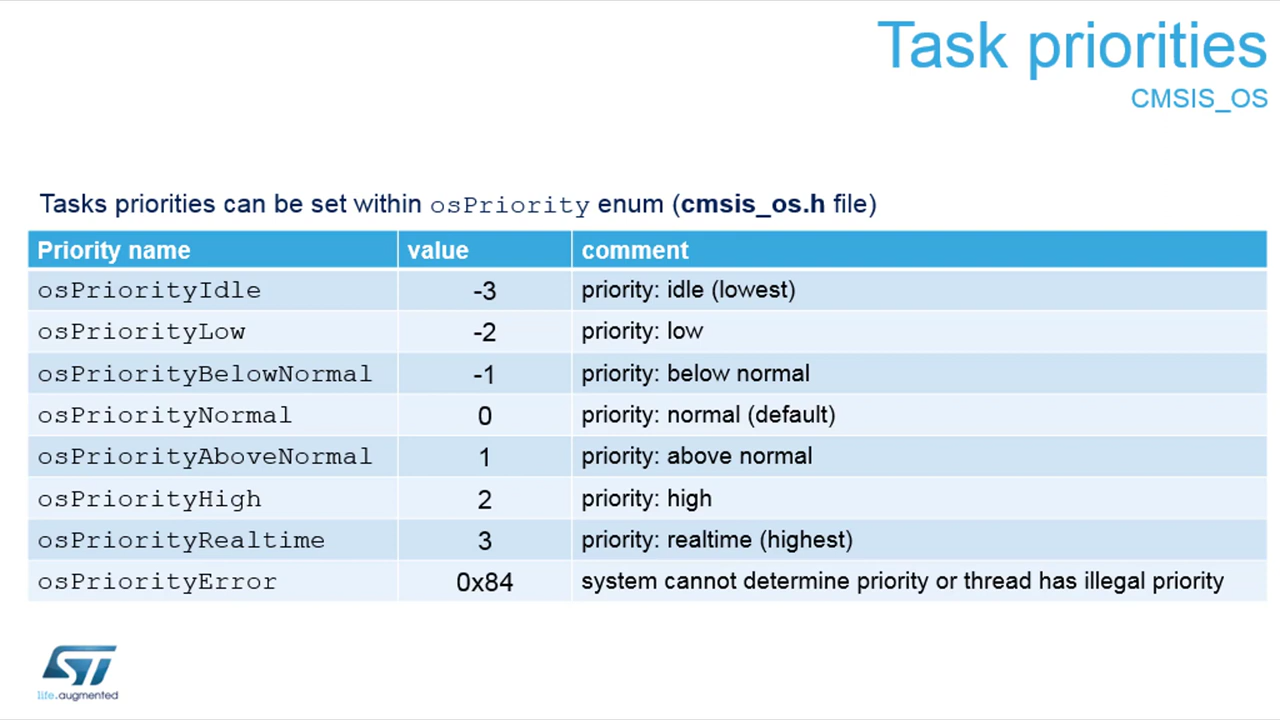 Task priorities
CMSIS_OS
Tasks priorities can be set within osPriority enum (cmsis_os.h file)
Priority name value comment
osPriorityIdle -3 priority: idle (lowest)
osPriorityLow -2 priority: low
osPriorityBelowNormal -1 priority: below normal
osPriorityNormal 0 priority: normal (default)
osPriorityAboveNormal 1 priority: above normal
osPriorityHigh 2 priority: high
osPriorityRealtime 3 priority: realtime (highest)
osPriorityError 0x84 system cannot determine priority or thread has illegal priority
ST
life.augmented